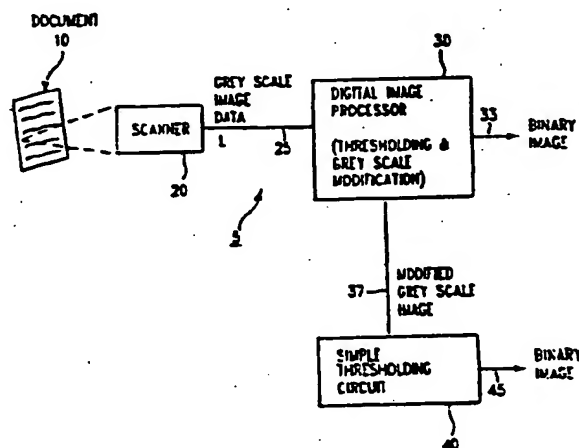 DOCUMENT
10
SCANNER
20
GREY SCALE
IMAGE
DATA
1
25
5
30
DIGITAL IMAGE
PROCESSOR
(THRESHOLDING &
GREY SCALE
MODIFICATION)
33
BINARY
IMAGE
37
MODIFIED
GREY SCALE
IMAGE
SIMPLE
THRESHOLDING
CIRCUIT
45
BINARY
IMAGE
40